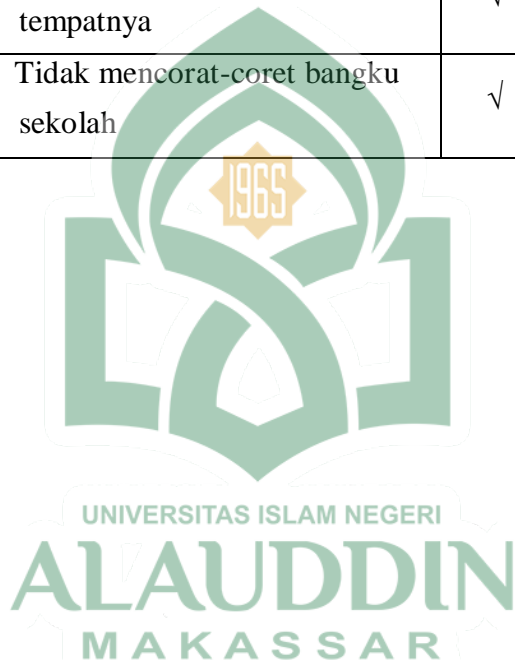 tempatnya √
Tidak mencorat-coret bangku
sekolah √
1965
UNIVERSITAS ISLAM NEGERI
ALAUDDIN
MAKASSAR